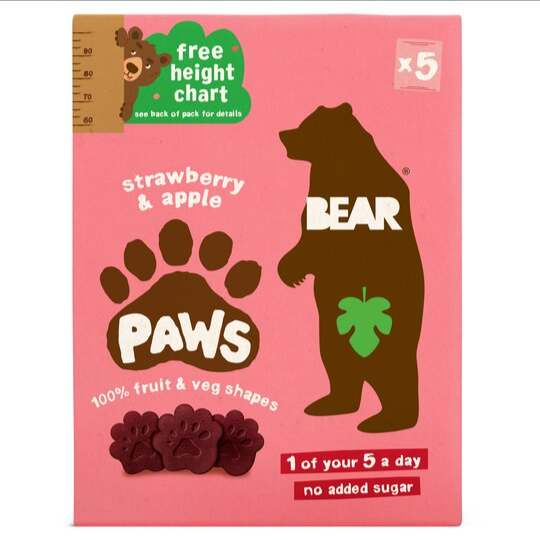 90
80
70
60
free
height
chart
see back of pack for details
x5
strawberry
& apple
BEAR®
PAWS
100% fruit & veg shapes
1 of your 5 a day
no added sugar